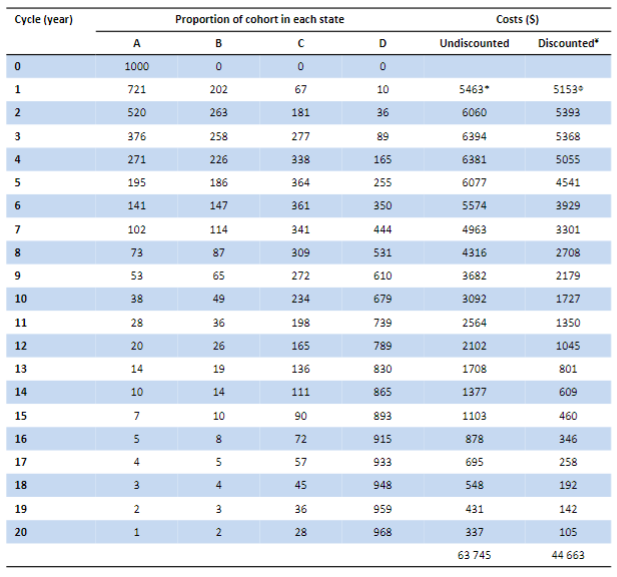 Cycle (year) Proportion of cohort in each state Costs ($)
A B C D Undiscounted Discounted¥
0 1000 0 0 0
1 721 202 67 10 5463* 5153ᶲ
2 520 263 181 36 6060 5393
3 376 258 277 89 6394 5368
4 271 226 338 165 6381 5055
5 195 186 364 255 6077 4541
6 141 147 361 350 5574 3929
7 102 114 341 444 4963 3301
8 73 87 309 531 4316 2708
9 53 65 272 610 3682 2179
10 38 49 234 679 3092 1727
11 28 36 198 739 2564 1350
12 20 26 165 789 2102 1045
13 14 19 136 830 1708 801
14 10 14 111 865 1377 609
15 7 10 90 893 1103 460
16 5 8 72 915 878 346
17 4 5 57 933 695 258
18 3 4 45 948 548 192
19 2 3 36 959 431 142
20 1 2 28 968 337 105
63 745 44 663